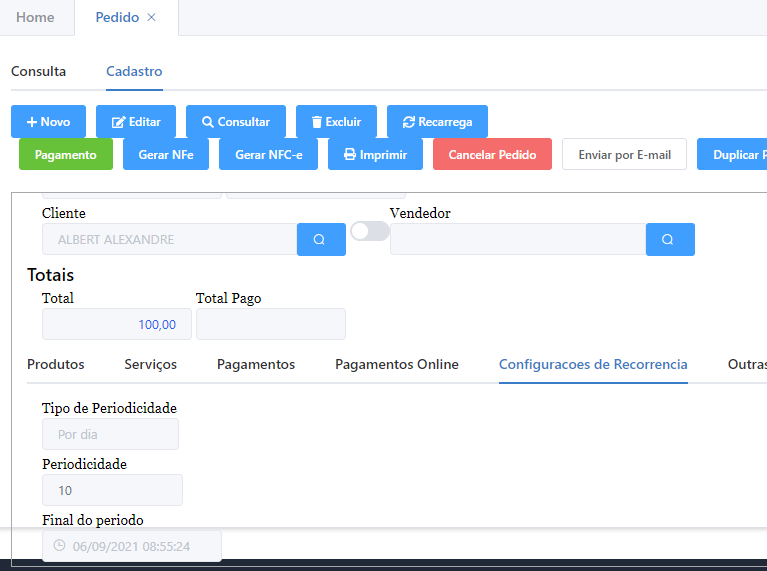 Home Pedido
Consulta Cadastro
Novo Editar Consultar Excluir Recarrega
Pagamento Gerar NFe Gerar NFC-e Imprimir Cancelar Pedido Enviar por E-mail Duplicar
Cliente Vendedor
ALBERT ALEXANDRE
Totais
Total Total Pago
100,00
Produtos Serviços Pagamentos Pagamentos Online Configuracoes de Recorrencia Outras
Tipo de Periodicidade
Por dia
Periodicidade
10
Final do periodo
06/09/2021 08:55:24